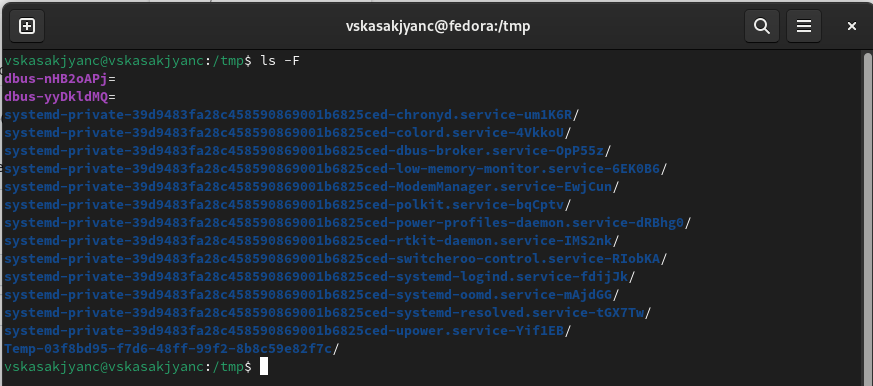 vskasakjyanc@fedora:/tmp
vskasakjyanc@vskasakjyanc:/tmp$ ls -F
dbus-nHB2oAPj=
dbus-yyDkldMQ=
systemd-private-39d9483fa28c458590869001b6825ced-chronyd.service-um1K6R/
systemd-private-39d9483fa28c458590869001b6825ced-colord.service-4VkkoU/
systemd-private-39d9483fa28c458590869001b6825ced-dbus-broker.service-OpP55z/
systemd-private-39d9483fa28c458590869001b6825ced-low-memory-monitor.service-6EK0B6/
systemd-private-39d9483fa28c458590869001b6825ced-ModemManager.service-EwjCun/
systemd-private-39d9483fa28c458590869001b6825ced-polkit.service-bqCptv/
systemd-private-39d9483fa28c458590869001b6825ced-power-profiles-daemon.service-dRBhg0/
systemd-private-39d9483fa28c458590869001b6825ced-rtkit-daemon.service-IMS2nk/
systemd-private-39d9483fa28c458590869001b6825ced-switcheroo-control.service-RIobKA/
systemd-private-39d9483fa28c458590869001b6825ced-systemd-logind.service-fdijJk/
systemd-private-39d9483fa28c458590869001b6825ced-systemd-oomd.service-mAjdGG/
systemd-private-39d9483fa28c458590869001b6825ced-systemd-resolved.service-tGX7Tw/
systemd-private-39d9483fa28c458590869001b6825ced-upower.service-Yif1EB/
Temp-03f8bd95-f7d6-48ff-99f2-8b8c59e82f7c/
vskasakjyanc@vskasakjyanc:/tmp$